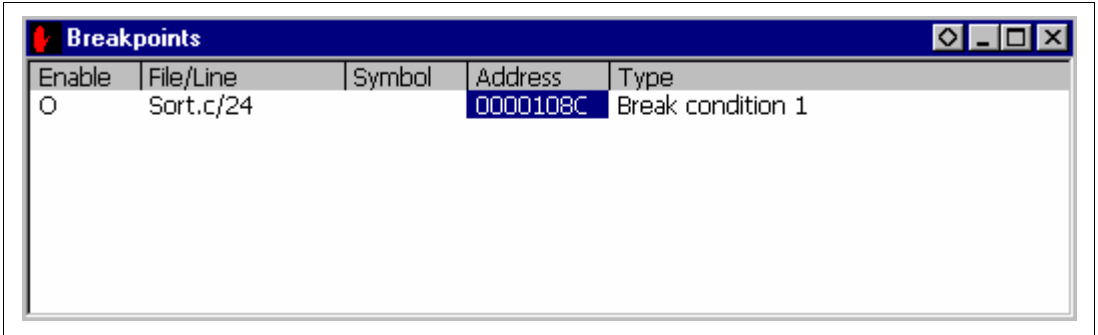 Breakpoints
Enable File/Line Symbol Address Type
O Sort.c/24 0000108C Break condition 1